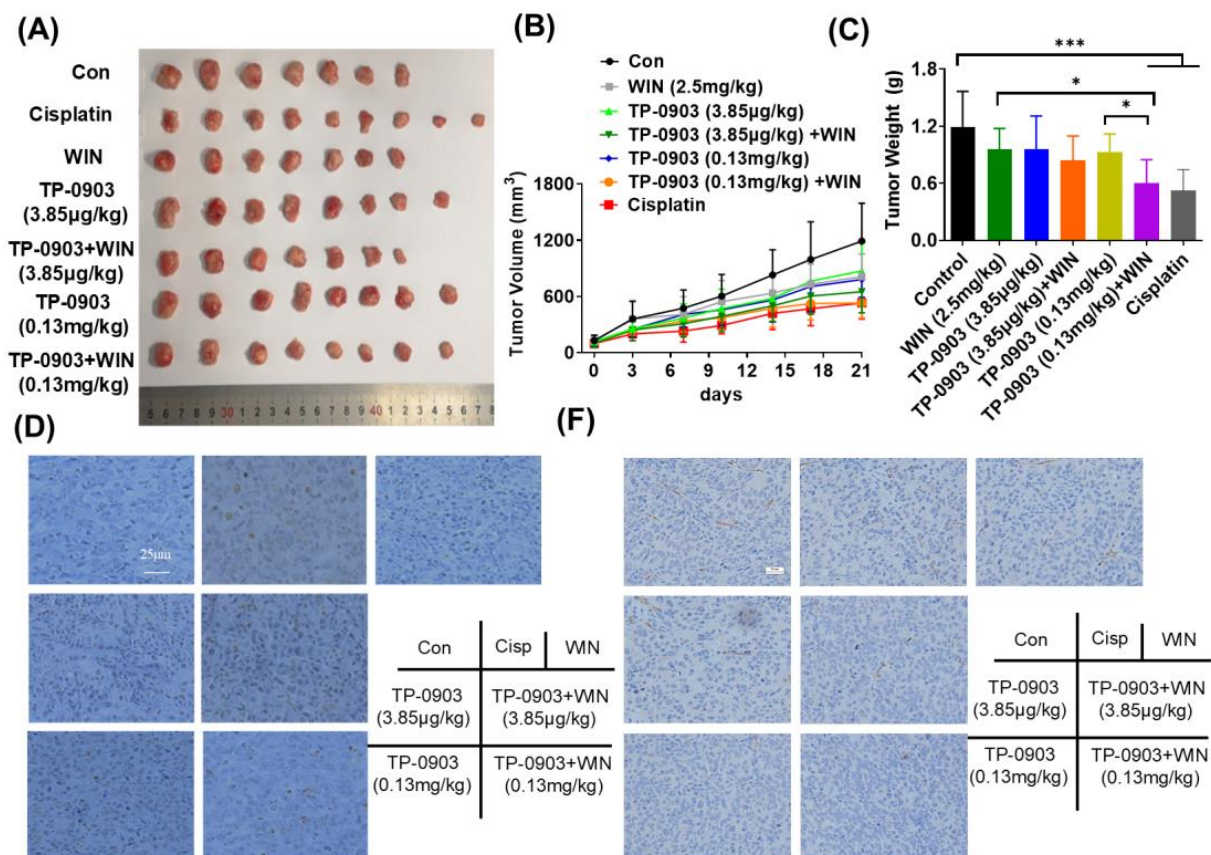 (A)
Con
Cisplatin
WIN
TP-0903
(3.85µg/kg)
TP-0903+WIN
(3.85µg/kg)
TP-0903
(0.13mg/kg)
TP-0903+WIN
(0.13mg/kg)
5 6 7 8 9 30 1 2 3 4 5 6 7 8 9 40 1 2 3 4 5 6 7 8
(B)
Con
WIN (2.5mg/kg)
TP-0903 (3.85µg/kg)
TP-0903 (3.85µg/kg) +WIN
TP-0903 (0.13mg/kg)
TP-0903 (0.13mg/kg) +WIN
Cisplatin
Tumor Volume (mm³)
1800
1200
600
0
0 3 6 9 12 15 18 21
days
(C)
***
*
*
Tumor Weight (g)
1.8
1.2
0.6
0.0
Control
WIN (2.5mg/kg)
TP-0903 (3.85µg/kg)
TP-0903 (3.85µg/kg)+WIN
TP-0903 (0.13mg/kg)
TP-0903 (0.13mg/kg)+WIN
Cisplatin
(D)
25µm
Con Cisp WIN
TP-0903 TP-0903+WIN
(3.85µg/kg) (3.85µg/kg)
TP-0903 TP-0903+WIN
(0.13mg/kg) (0.13mg/kg)
(F)
Con Cisp WIN
TP-0903 TP-0903+WIN
(3.85µg/kg) (3.85µg/kg)
TP-0903 TP-0903+WIN
(0.13mg/kg) (0.13mg/kg)